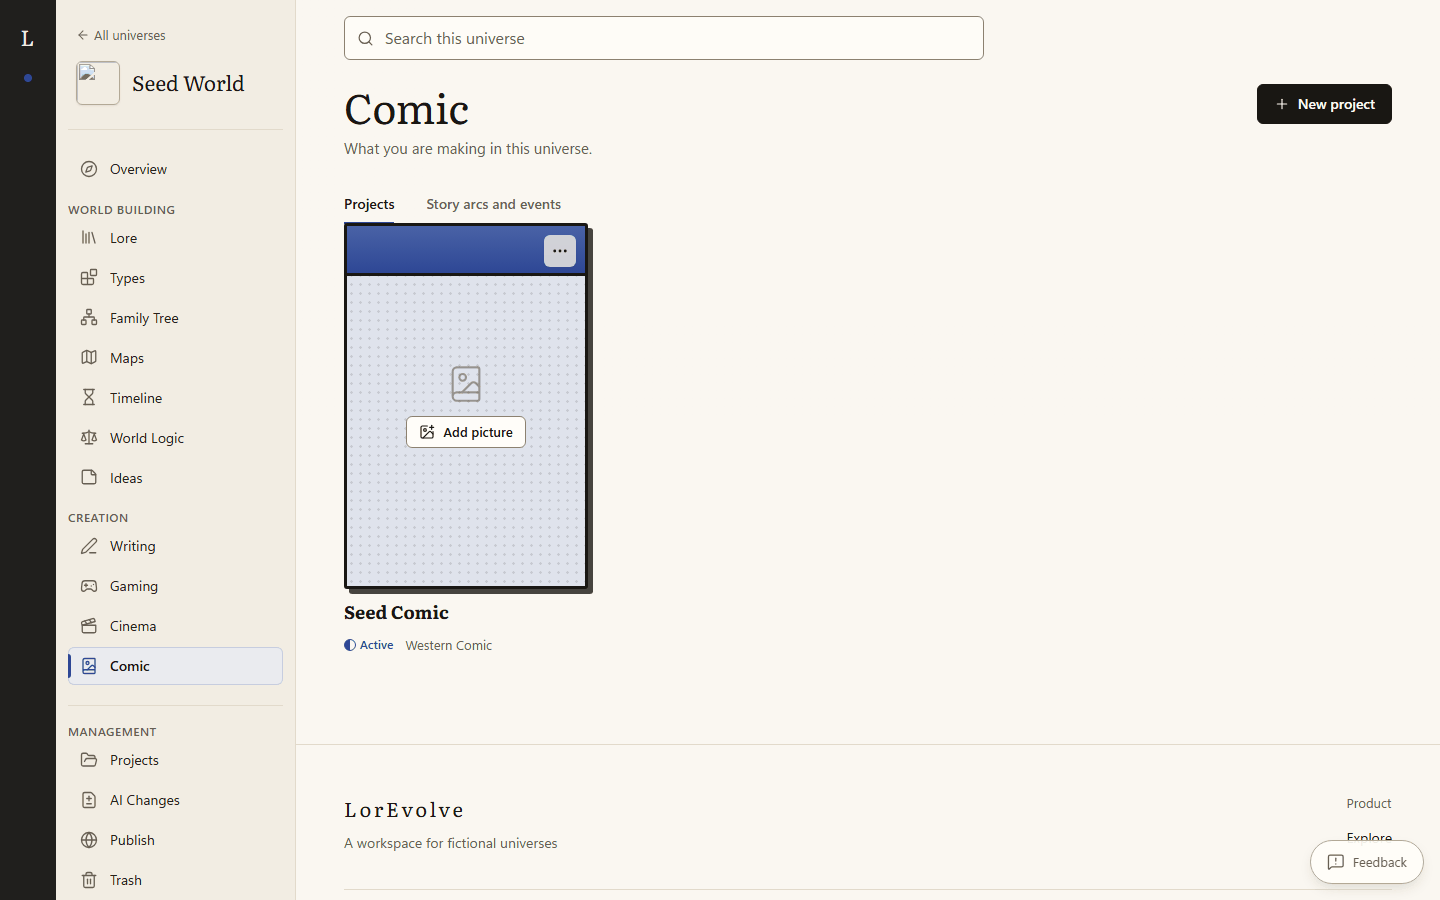 L
All universes
Seed World
Overview
WORLD BUILDING
Lore
Types
Family Tree
Maps
Timeline
World Logic
Ideas
CREATION
Writing
Gaming
Cinema
Comic
MANAGEMENT
Projects
AI Changes
Publish
Trash
Search this universe
Comic
What you are making in this universe.
New project
Projects
Story arcs and events
Add picture
Seed Comic
Active
Western Comic
LorEvolve
A workspace for fictional universes
Product
Explore
Feedback